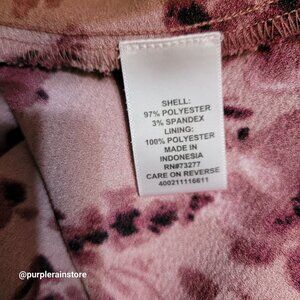 SHELL:
97% POLYESTER
3% SPANDEX
LINING:
100% POLYESTER
MADE IN
INDONESIA
RN#73277
CARE ON REVERSE
400211116611
@purplerainstore